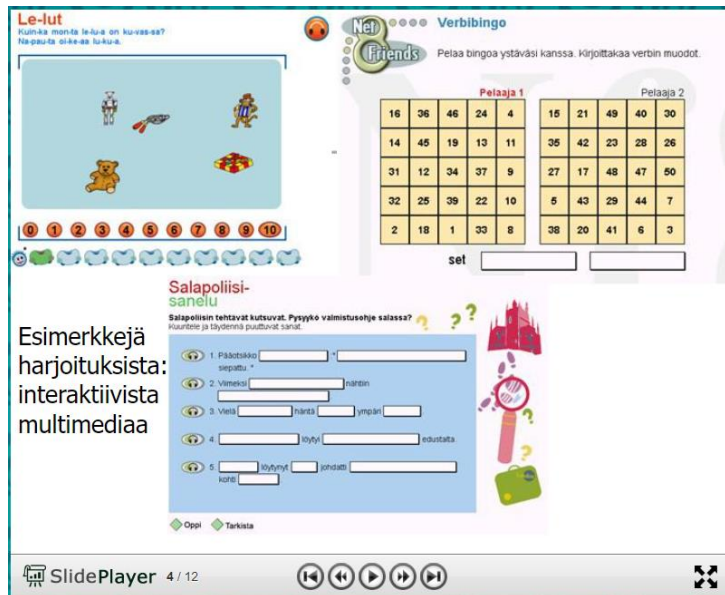 Le-lut
Kuin-ka mon-ta le-lu-a on ku-vas-sa?
Na-pau-ta oi-ke-aa lu-ku-a.
0 1 2 3 4 5 6 7 8 9 10
Net Friends 8
Verbibingo
Pelaa bingoa ystäväsi kanssa. Kirjoittakaa verbin muodot.
Pelaaja 1
16 36 46 24 4
14 45 19 13 11
31 12 34 37 9
32 25 39 22 10
2 18 1 33 8
Pelaaja 2
15 21 49 40 30
35 42 23 28 26
27 17 48 47 50
5 43 29 44 7
38 20 41 6 3
set
Esimerkkejä
harjoituksista:
interaktiivista
multimediaa
Salapoliisi-
sanelu
Salapoliisin tehtävät kutsuvat. Pysyykö valmistusohje salassa?
Kuuntele ja täydennä puuttuvat sanat.
1. Pääotsikko : "
siepattu. "
2. Viimeksi nähtiin
3. Vielä häntä ympäri
4. löytyi edustalta.
5. löytynyt johdatti
kohti
Oppi Tarkista
SlidePlayer 4 / 12